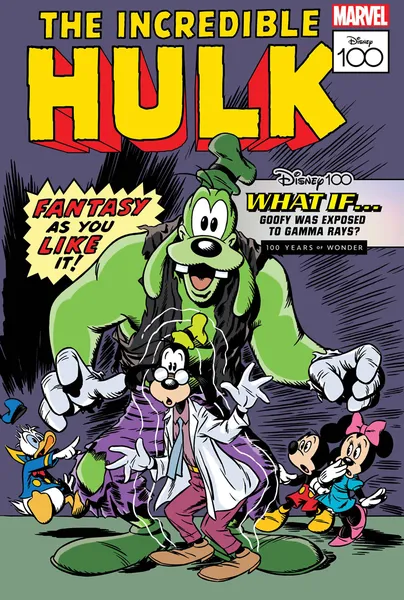 THE INCREDIBLE
HULK
MARVEL
Disney
100
FANTASY
AS YOU
LIKE
IT!
Disney100
WHAT IF...
GOOFY WAS EXPOSED
TO GAMMA RAYS?
100 YEARS OF WONDER